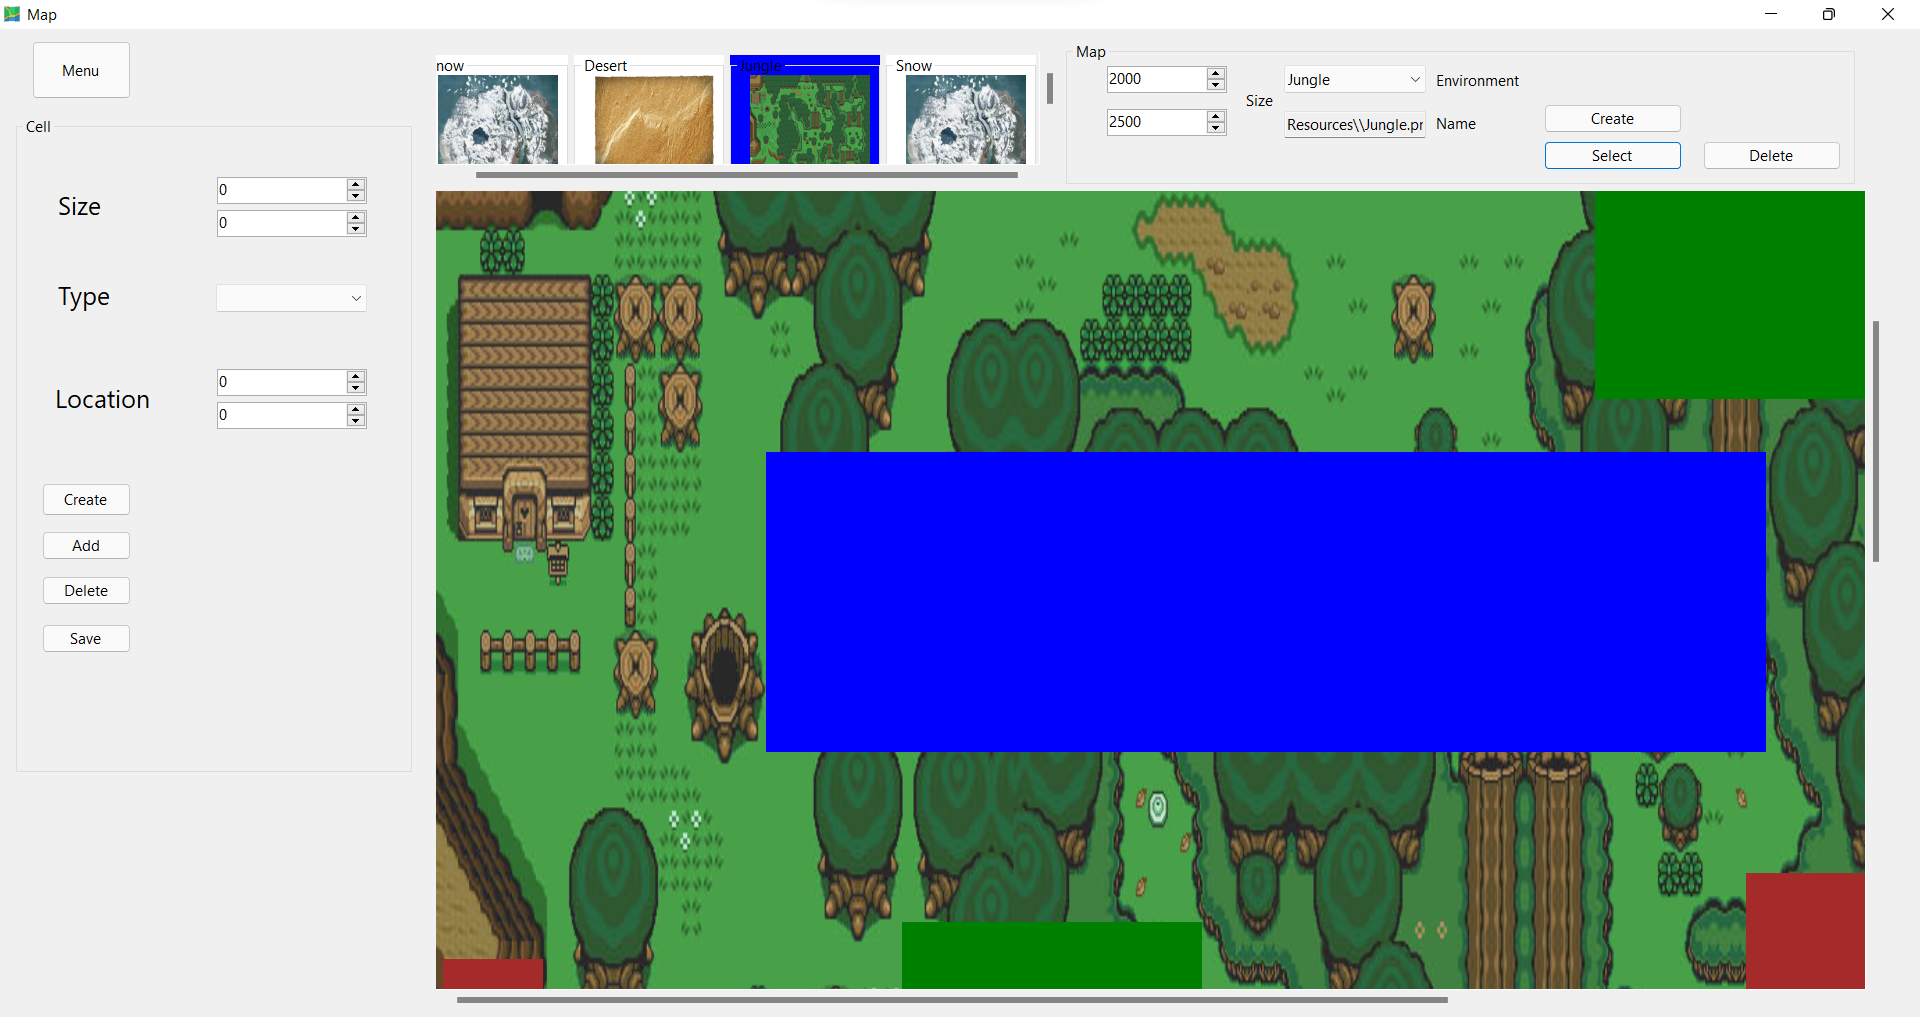 Map
Menu
now
Desert
Jungle
Snow
Map
2000
2500
Size
Jungle
Environment
Resources\\Jungle.pr
Name
Create
Select
Delete
Cell
Size
0
0
Type
Location
0
0
Create
Add
Delete
Save